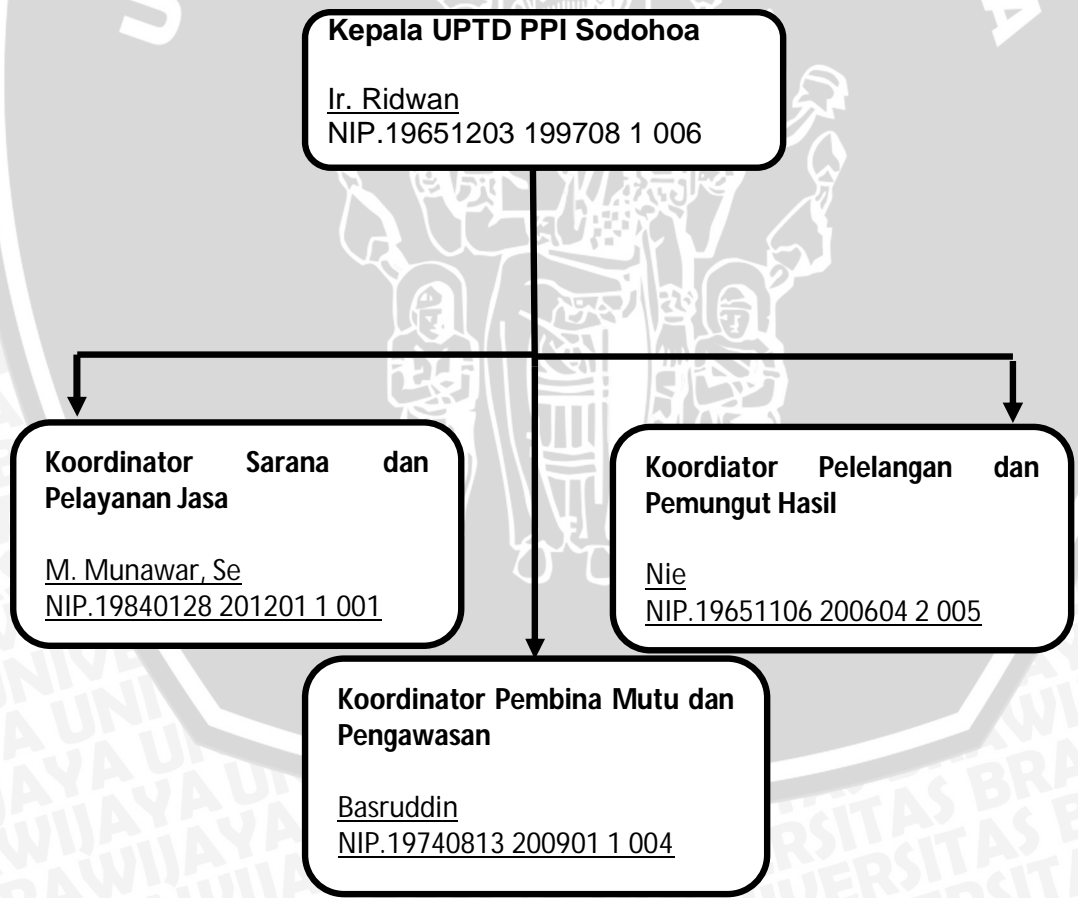 Kepala UPTD PPI Sodohoa
Ir. Ridwan
NIP.19651203 199708 1 006
Koordinator Sarana dan
Pelayanan Jasa
M. Munawar, Se
NIP.19840128 201201 1 001
Koordiator Pelelangan dan
Pemungut Hasil
Nie
NIP.19651106 200604 2 005
Koordinator Pembina Mutu dan
Pengawasan
Basruddin
NIP.19740813 200901 1 004